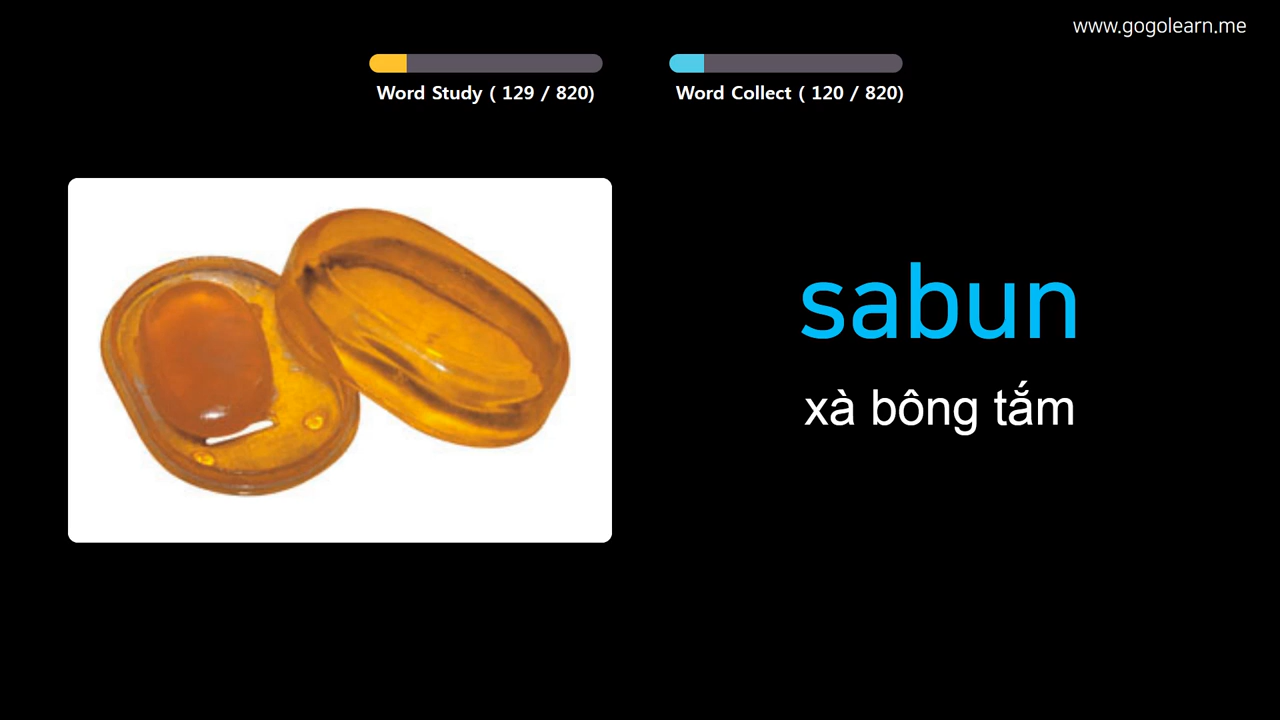 www.gogolearn.me
Word Study ( 129 / 820)
Word Collect ( 120 / 820)
sabun
xà bông tắm